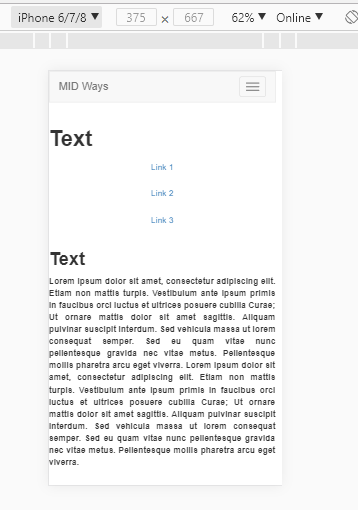 iPhone 6/7/8 ▼ 375 × 667 62% ▼ Online ▼
MID Ways
Text
Link 1
Link 2
Link 3
Text
Lorem ipsum dolor sit amet, consectetur adipiscing elit.
Etiam non mattis turpis. Vestibulum ante ipsum primis
in faucibus orci luctus et ultrices posuere cubilia Curae;
Ut ornare mattis dolor sit amet sagittis. Aliquam
pulvinar suscipit interdum. Sed vehicula massa ut lorem
consequat semper. Sed eu quam vitae nunc
pellentesque gravida nec vitae metus. Pellentesque
mollis pharetra arcu eget viverra. Lorem ipsum dolor sit
amet, consectetur adipiscing elit. Etiam non mattis
turpis. Vestibulum ante ipsum primis in faucibus orci
luctus et ultrices posuere cubilia Curae; Ut ornare
mattis dolor sit amet sagittis. Aliquam pulvinar suscipit
interdum. Sed vehicula massa ut lorem consequat
semper. Sed eu quam vitae nunc pellentesque gravida
nec vitae metus. Pellentesque mollis pharetra arcu eget
viverra.